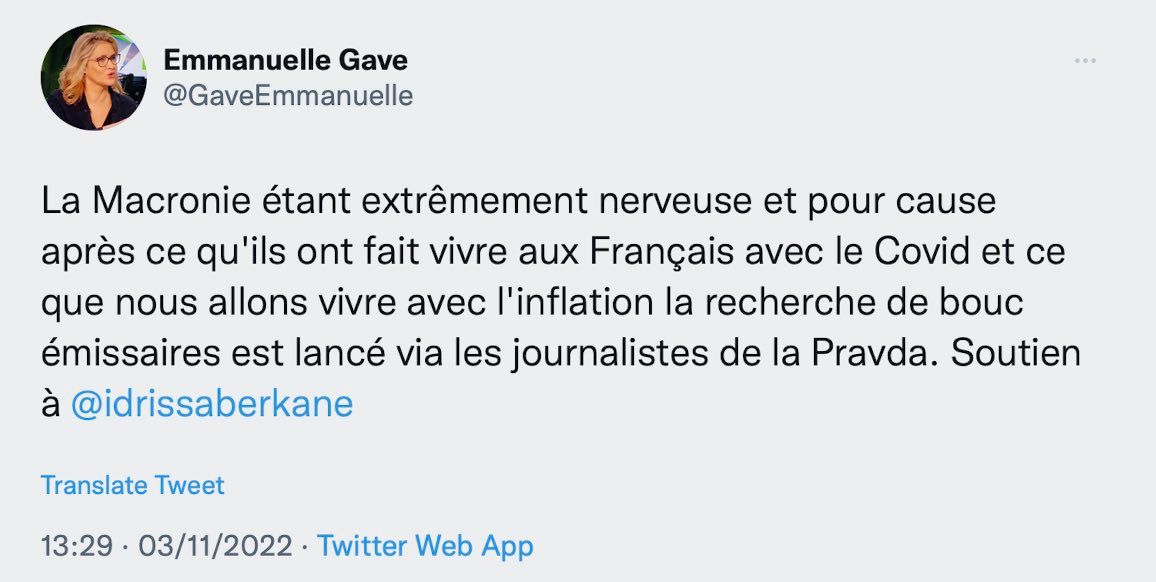 Emmanuelle Gave
@GaveEmmanuelle
La Macronie étant extrêmement nerveuse et pour cause
après ce qu'ils ont fait vivre aux Français avec le Covid et ce
que nous allons vivre avec l'inflation la recherche de bouc
émissaires est lancé via les journalistes de la Pravda. Soutien
à @idrissaberkane
Translate Tweet
13:29 · 03/11/2022 · Twitter Web App